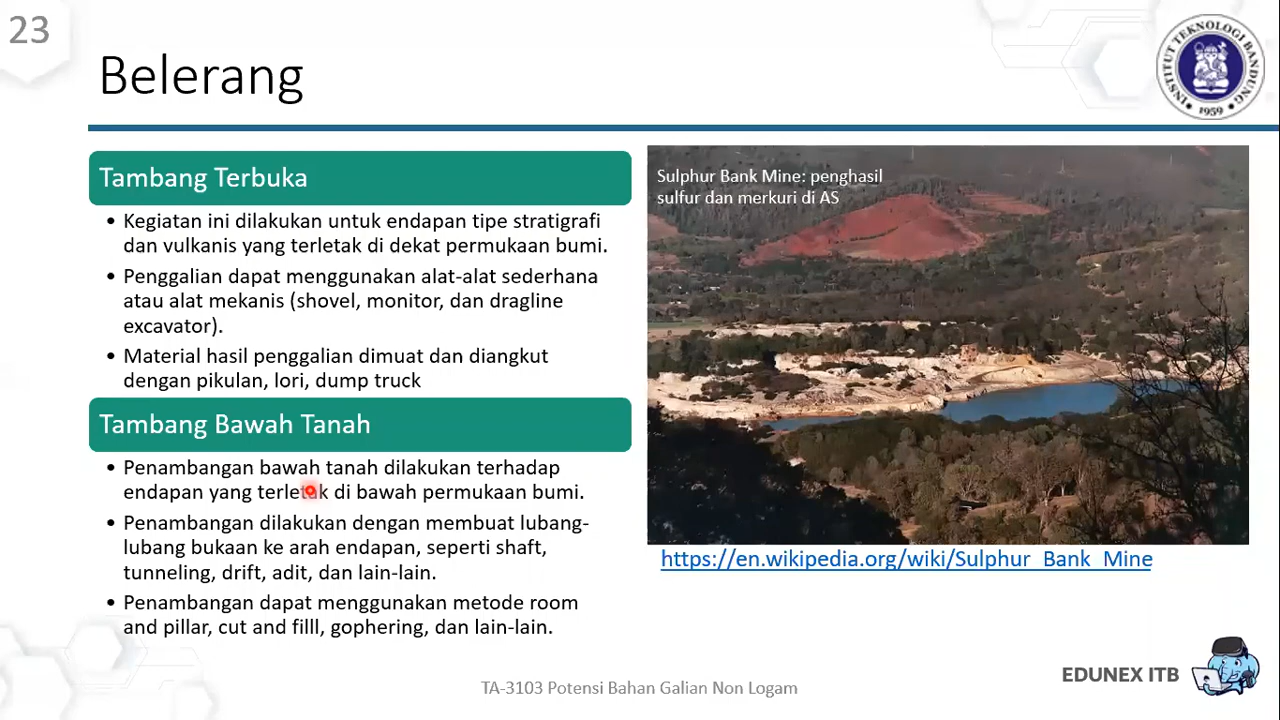 23
Belerang
INSTITUT TEKNOLOGI BANDUNG
1959
Tambang Terbuka
• Kegiatan ini dilakukan untuk endapan tipe stratigrafi
dan vulkanis yang terletak di dekat permukaan bumi.
• Penggalian dapat menggunakan alat-alat sederhana
atau alat mekanis (shovel, monitor, dan dragline
excavator).
• Material hasil penggalian dimuat dan diangkut
dengan pikulan, lori, dump truck
Tambang Bawah Tanah
• Penambangan bawah tanah dilakukan terhadap
endapan yang terletak di bawah permukaan bumi.
• Penambangan dilakukan dengan membuat lubang-
lubang bukaan ke arah endapan, seperti shaft,
tunneling, drift, adit, dan lain-lain.
• Penambangan dapat menggunakan metode room
and pillar, cut and filll, gophering, dan lain-lain.
Sulphur Bank Mine: penghasil
sulfur dan merkuri di AS
https://en.wikipedia.org/wiki/Sulphur_Bank_Mine
TA-3103 Potensi Bahan Galian Non Logam
EDUNEX ITB